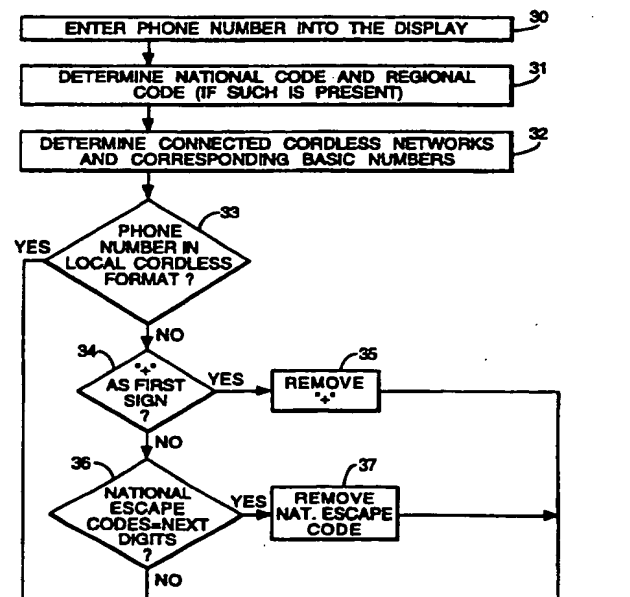 ENTER PHONE NUMBER INTO THE DISPLAY
30
DETERMINE NATIONAL CODE AND REGIONAL
CODE (IF SUCH IS PRESENT)
31
DETERMINE CONNECTED CORDLESS NETWORKS
AND CORRESPONDING BASIC NUMBERS
32
33
PHONE
NUMBER IN
LOCAL CORDLESS
FORMAT ?
YES
NO
34
"+"
AS FIRST
SIGN
?
YES
35
REMOVE
"+"
NO
36
NATIONAL
ESCAPE
CODES=NEXT
DIGITS
?
YES
37
REMOVE
NAT. ESCAPE
CODE
NO